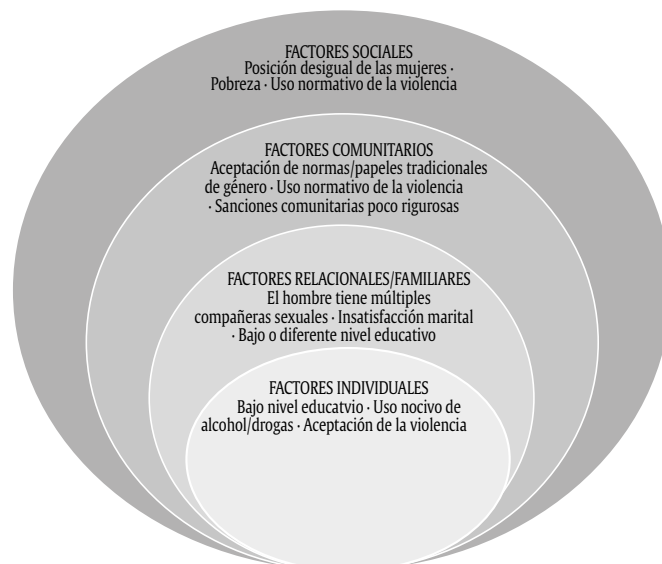 FACTORES SOCIALES
Posición desigual de las mujeres ·
Pobreza · Uso normativo de la violencia
FACTORES COMUNITARIOS
Aceptación de normas/papeles tradicionales
de género · Uso normativo de la violencia
· Sanciones comunitarias poco rigurosas
FACTORES RELACIONALES/FAMILIARES
El hombre tiene múltiples
compañeras sexuales · Insatisfacción marital
· Bajo o diferente nivel educativo
FACTORES INDIVIDUALES
Bajo nivel educatvio · Uso nocivo de
alcohol/drogas · Aceptación de la violencia